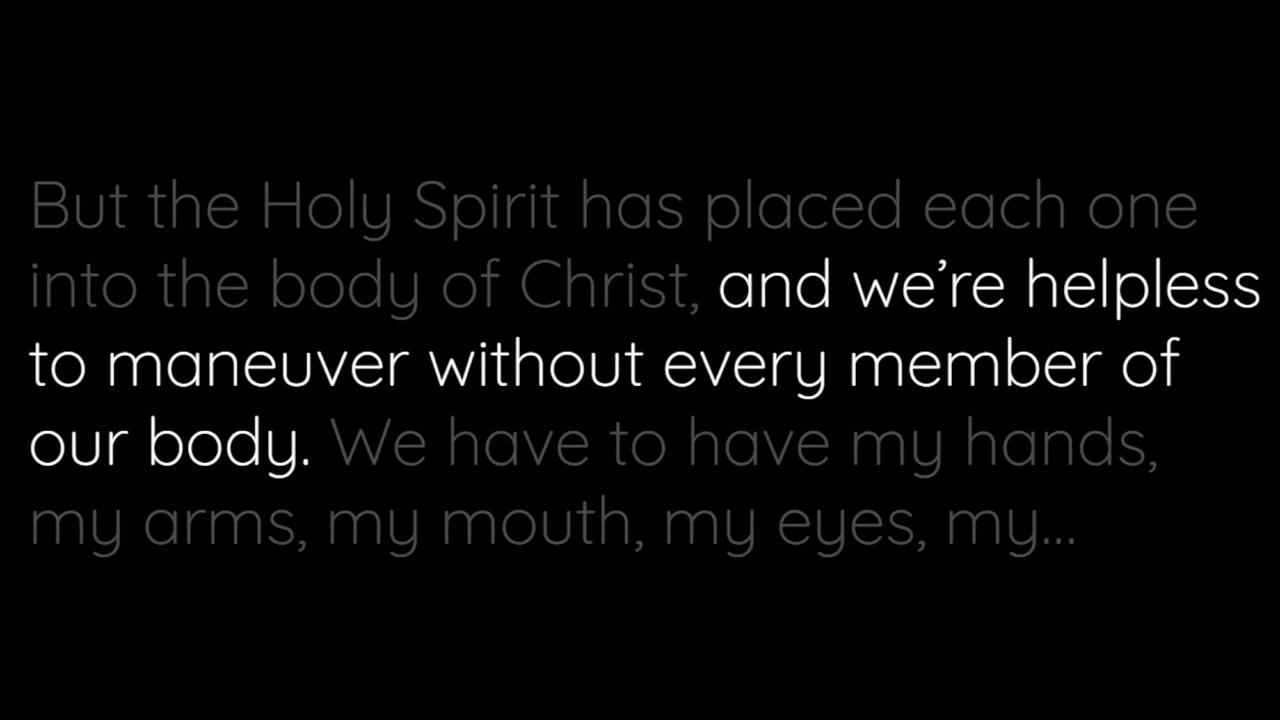 But the Holy Spirit has placed each one
into the body of Christ, and we’re helpless
to maneuver without every member of
our body. We have to have my hands,
my arms, my mouth, my eyes, my...